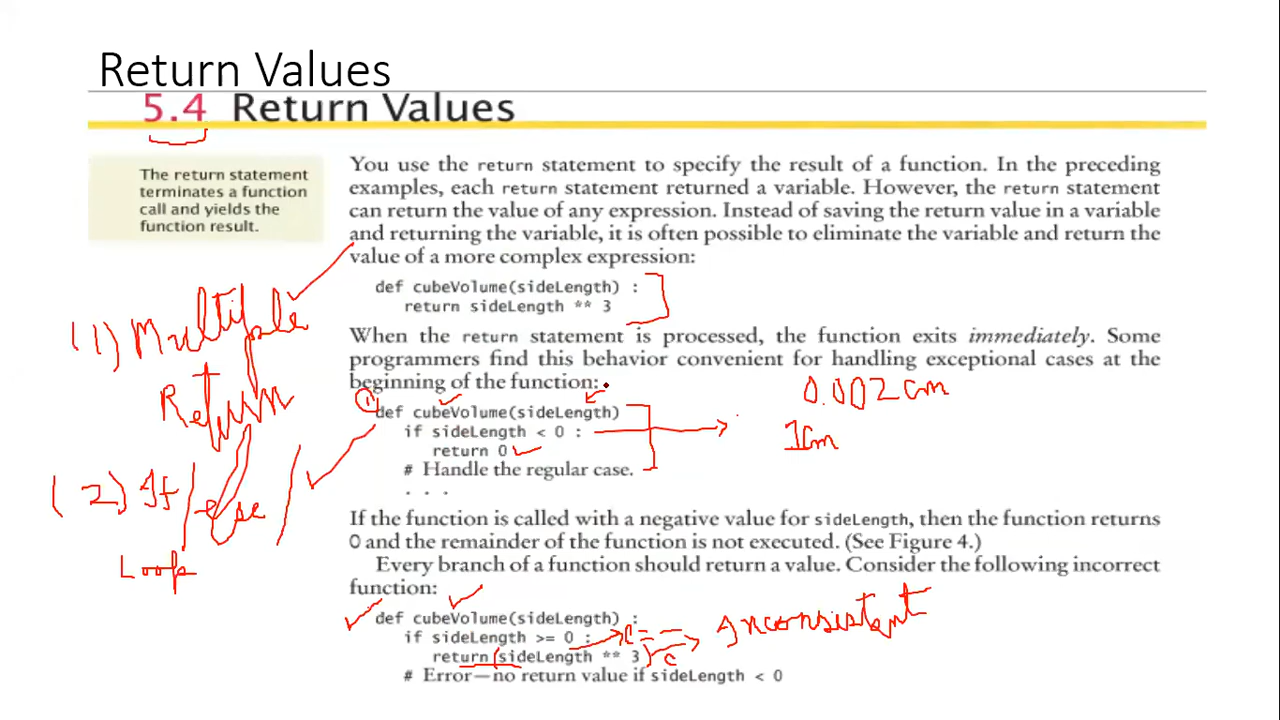 Return Values
5.4 Return Values
The return statement
terminates a function
call and yields the
function result.
You use the return statement to specify the result of a function. In the preceding
examples, each return statement returned a variable. However, the return statement
can return the value of any expression. Instead of saving the return value in a variable
and returning the variable, it is often possible to eliminate the variable and return the
value of a more complex expression:
def cubeVolume(sideLength) :
return sideLength ** 3
When the return statement is processed, the function exits immediately. Some
programmers find this behavior convenient for handling exceptional cases at the
beginning of the function:
def cubeVolume(sideLength)
if sideLength < 0 :
return 0
# Handle the regular case.
. . .
If the function is called with a negative value for sideLength, then the function returns
0 and the remainder of the function is not executed. (See Figure 4.)
Every branch of a function should return a value. Consider the following incorrect
function:
def cubeVolume(sideLength) :
if sideLength >= 0 :
return (sideLength ** 3)
# Error—no return value if sideLength < 0
(1) Multiple
Return
(2) If / else /
Loop
1
0.002 cm
1cm
Inconsistent